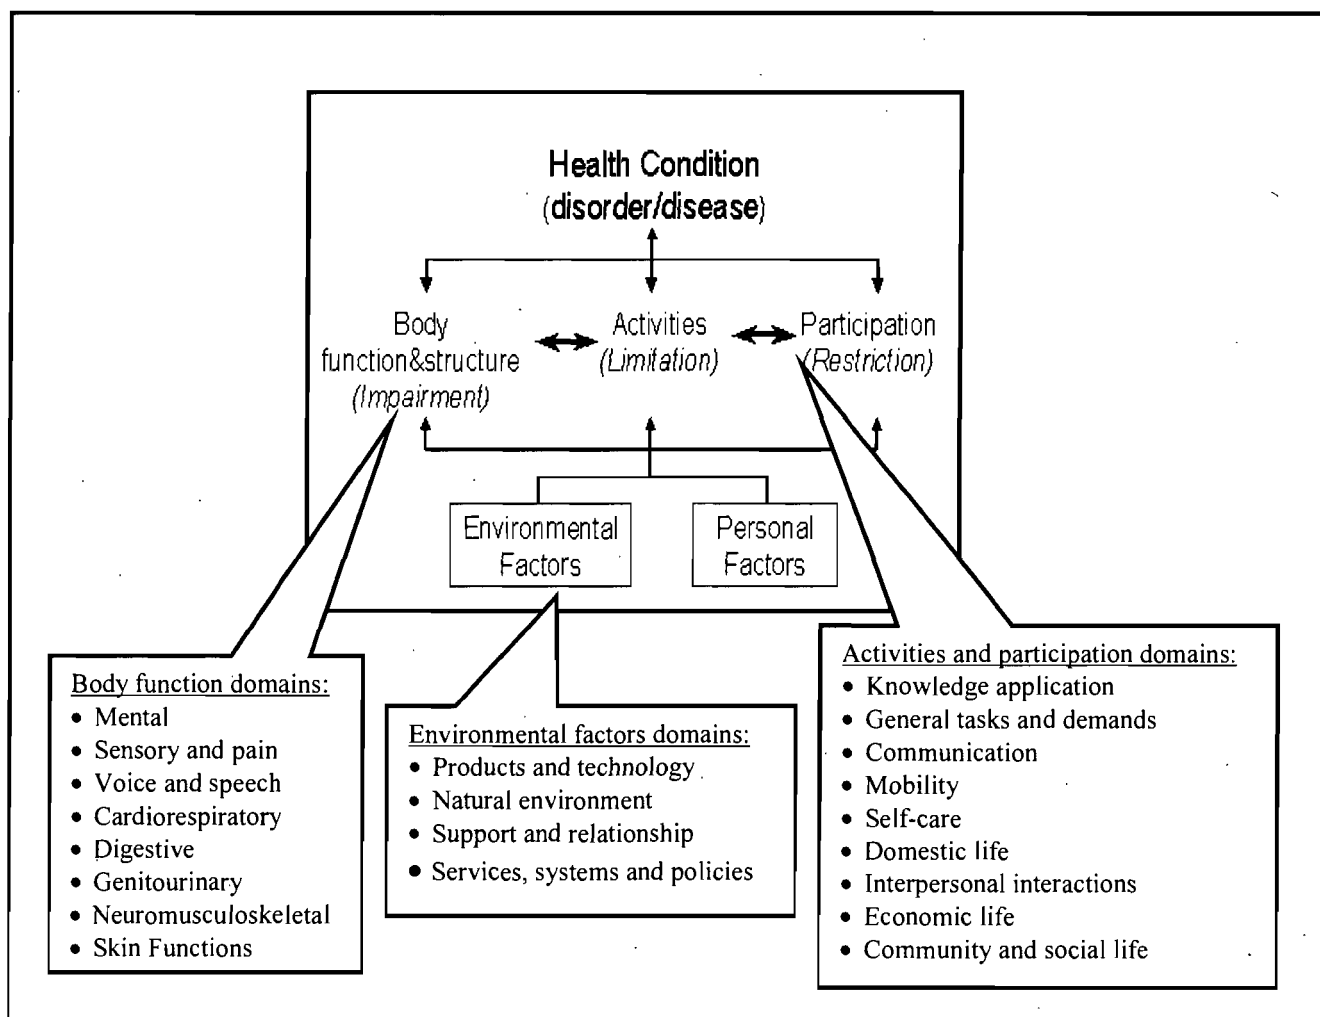 Health Condition
(disorder/disease)
Body
function&structure
(Impairment)
Activities
(Limitation)
Participation
(Restriction)
Environmental
Factors
Personal
Factors
Body function domains:
• Mental
• Sensory and pain
• Voice and speech
• Cardiorespiratory
• Digestive
• Genitourinary
• Neuromusculoskeletal
• Skin Functions
Environmental factors domains:
• Products and technology
• Natural environment
• Support and relationship
• Services, systems and policies
Activities and participation domains:
• Knowledge application
• General tasks and demands
• Communication
• Mobility
• Self-care
• Domestic life
• Interpersonal interactions
• Economic life
• Community and social life